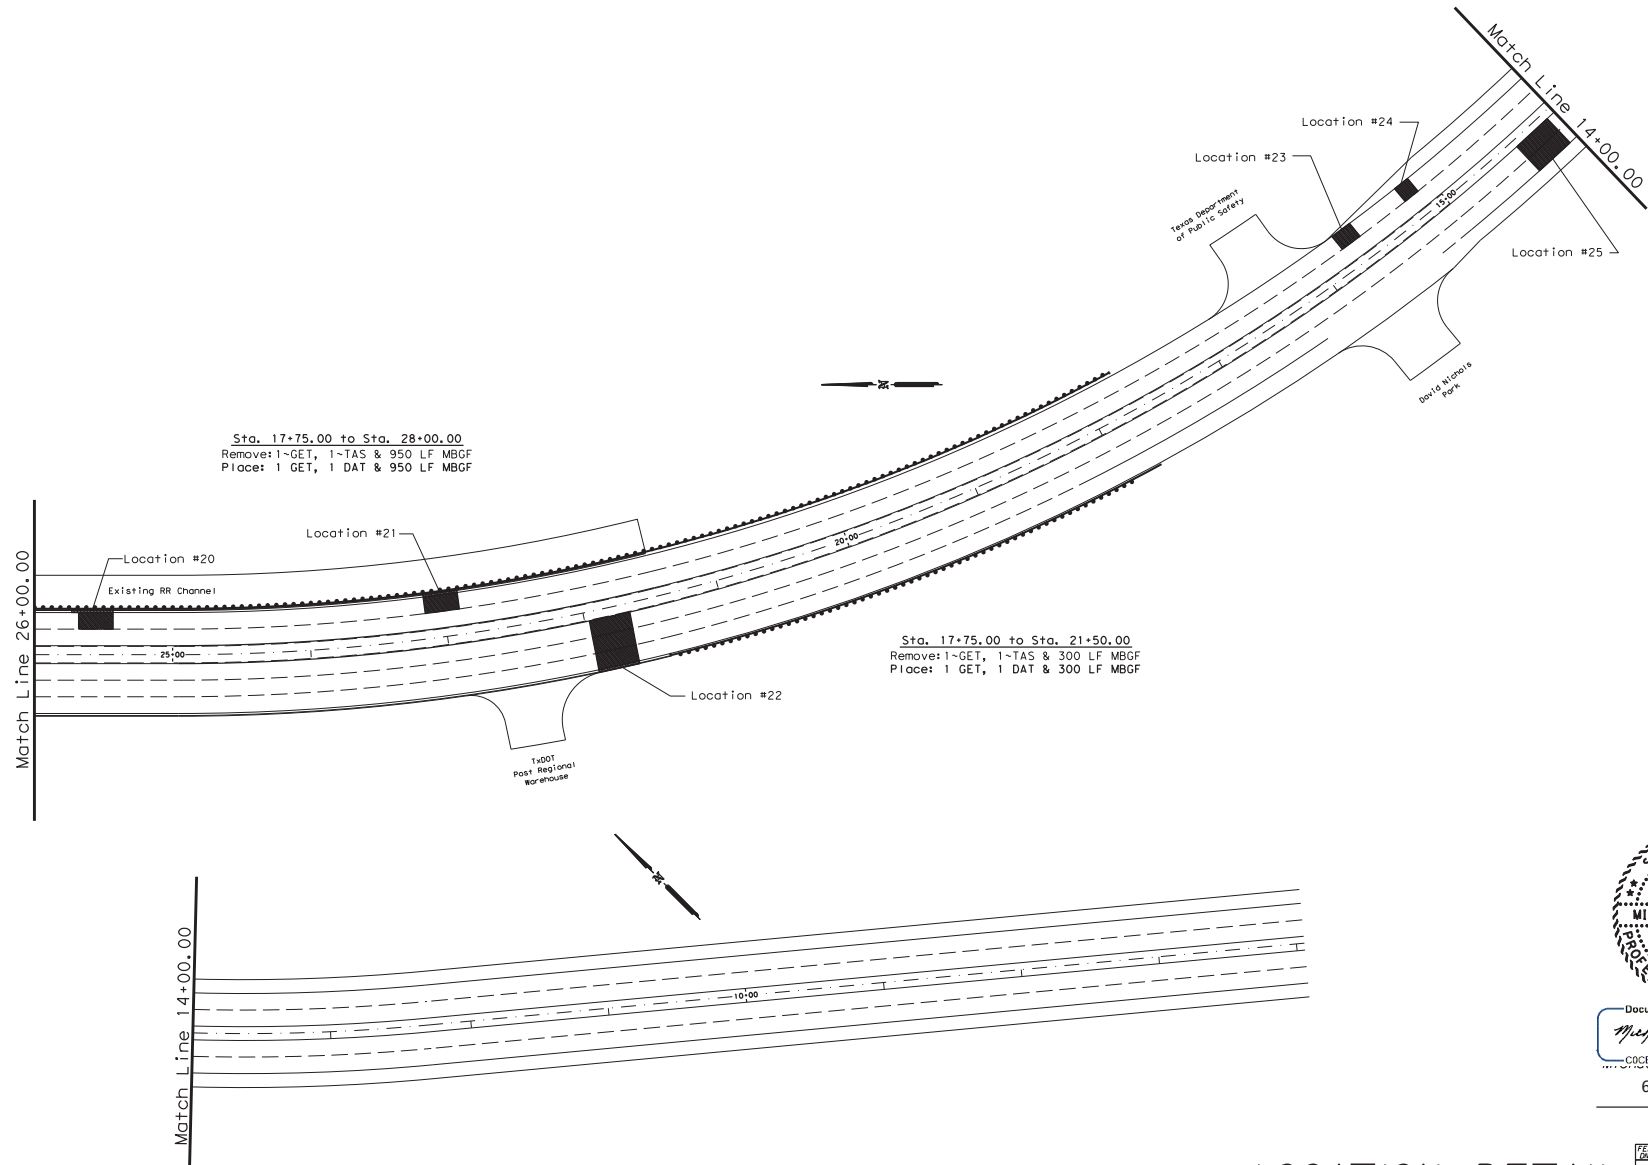 Match Line 14+00.00
Location #24
Location #23
Texas Department
of Public Safety
15+00
Location #25
David Nichols
Park
N
Sta. 17+75.00 to Sta. 28+00.00
Remove:1~GET, 1~TAS & 950 LF MBGF
Place: 1 GET, 1 DAT & 950 LF MBGF
Location #21
Location #20
20+00
Existing RR Channel
Match Line 26+00.00
25+00
Sta. 17+75.00 to Sta. 21+50.00
Remove:1~GET, 1~TAS & 300 LF MBGF
Place: 1 GET, 1 DAT & 300 LF MBGF
Location #22
TxDOT
Post Regional
Warehouse
N
Match Line 14+00.00
10+00
MI
PROF
Docu
C0CE
6